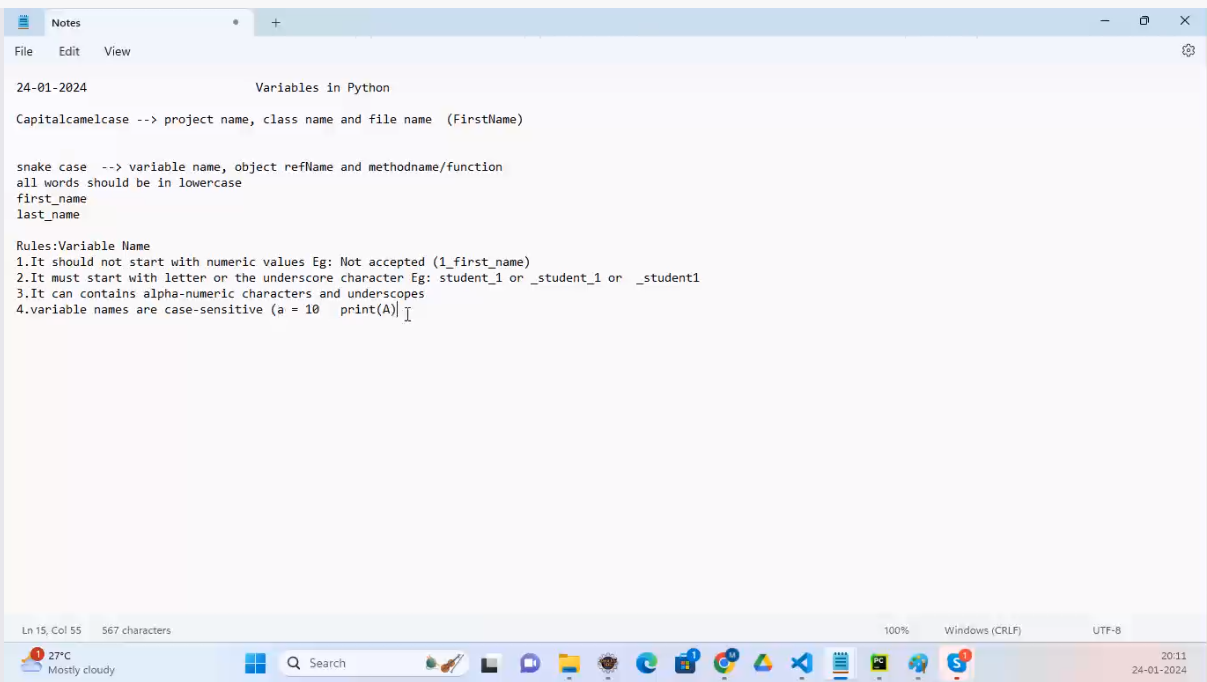 Notes
File Edit View
24-01-2024 Variables in Python
Capitalcamelcase --> project name, class name and file name (FirstName)
snake case --> variable name, object refName and methodname/function
all words should be in lowercase
first_name
last_name
Rules:Variable Name
1.It should not start with numeric values Eg: Not accepted (1_first_name)
2.It must start with letter or the underscore character Eg: student_1 or _student_1 or _student1
3.It can contains alpha-numeric characters and underscopes
4.variable names are case-sensitive (a = 10 print(A)
Ln 15, Col 55 567 characters 100% Windows (CRLF) UTF-8
1 27°C
Mostly cloudy
Search
1 M PC S 1
20:11
24-01-2024